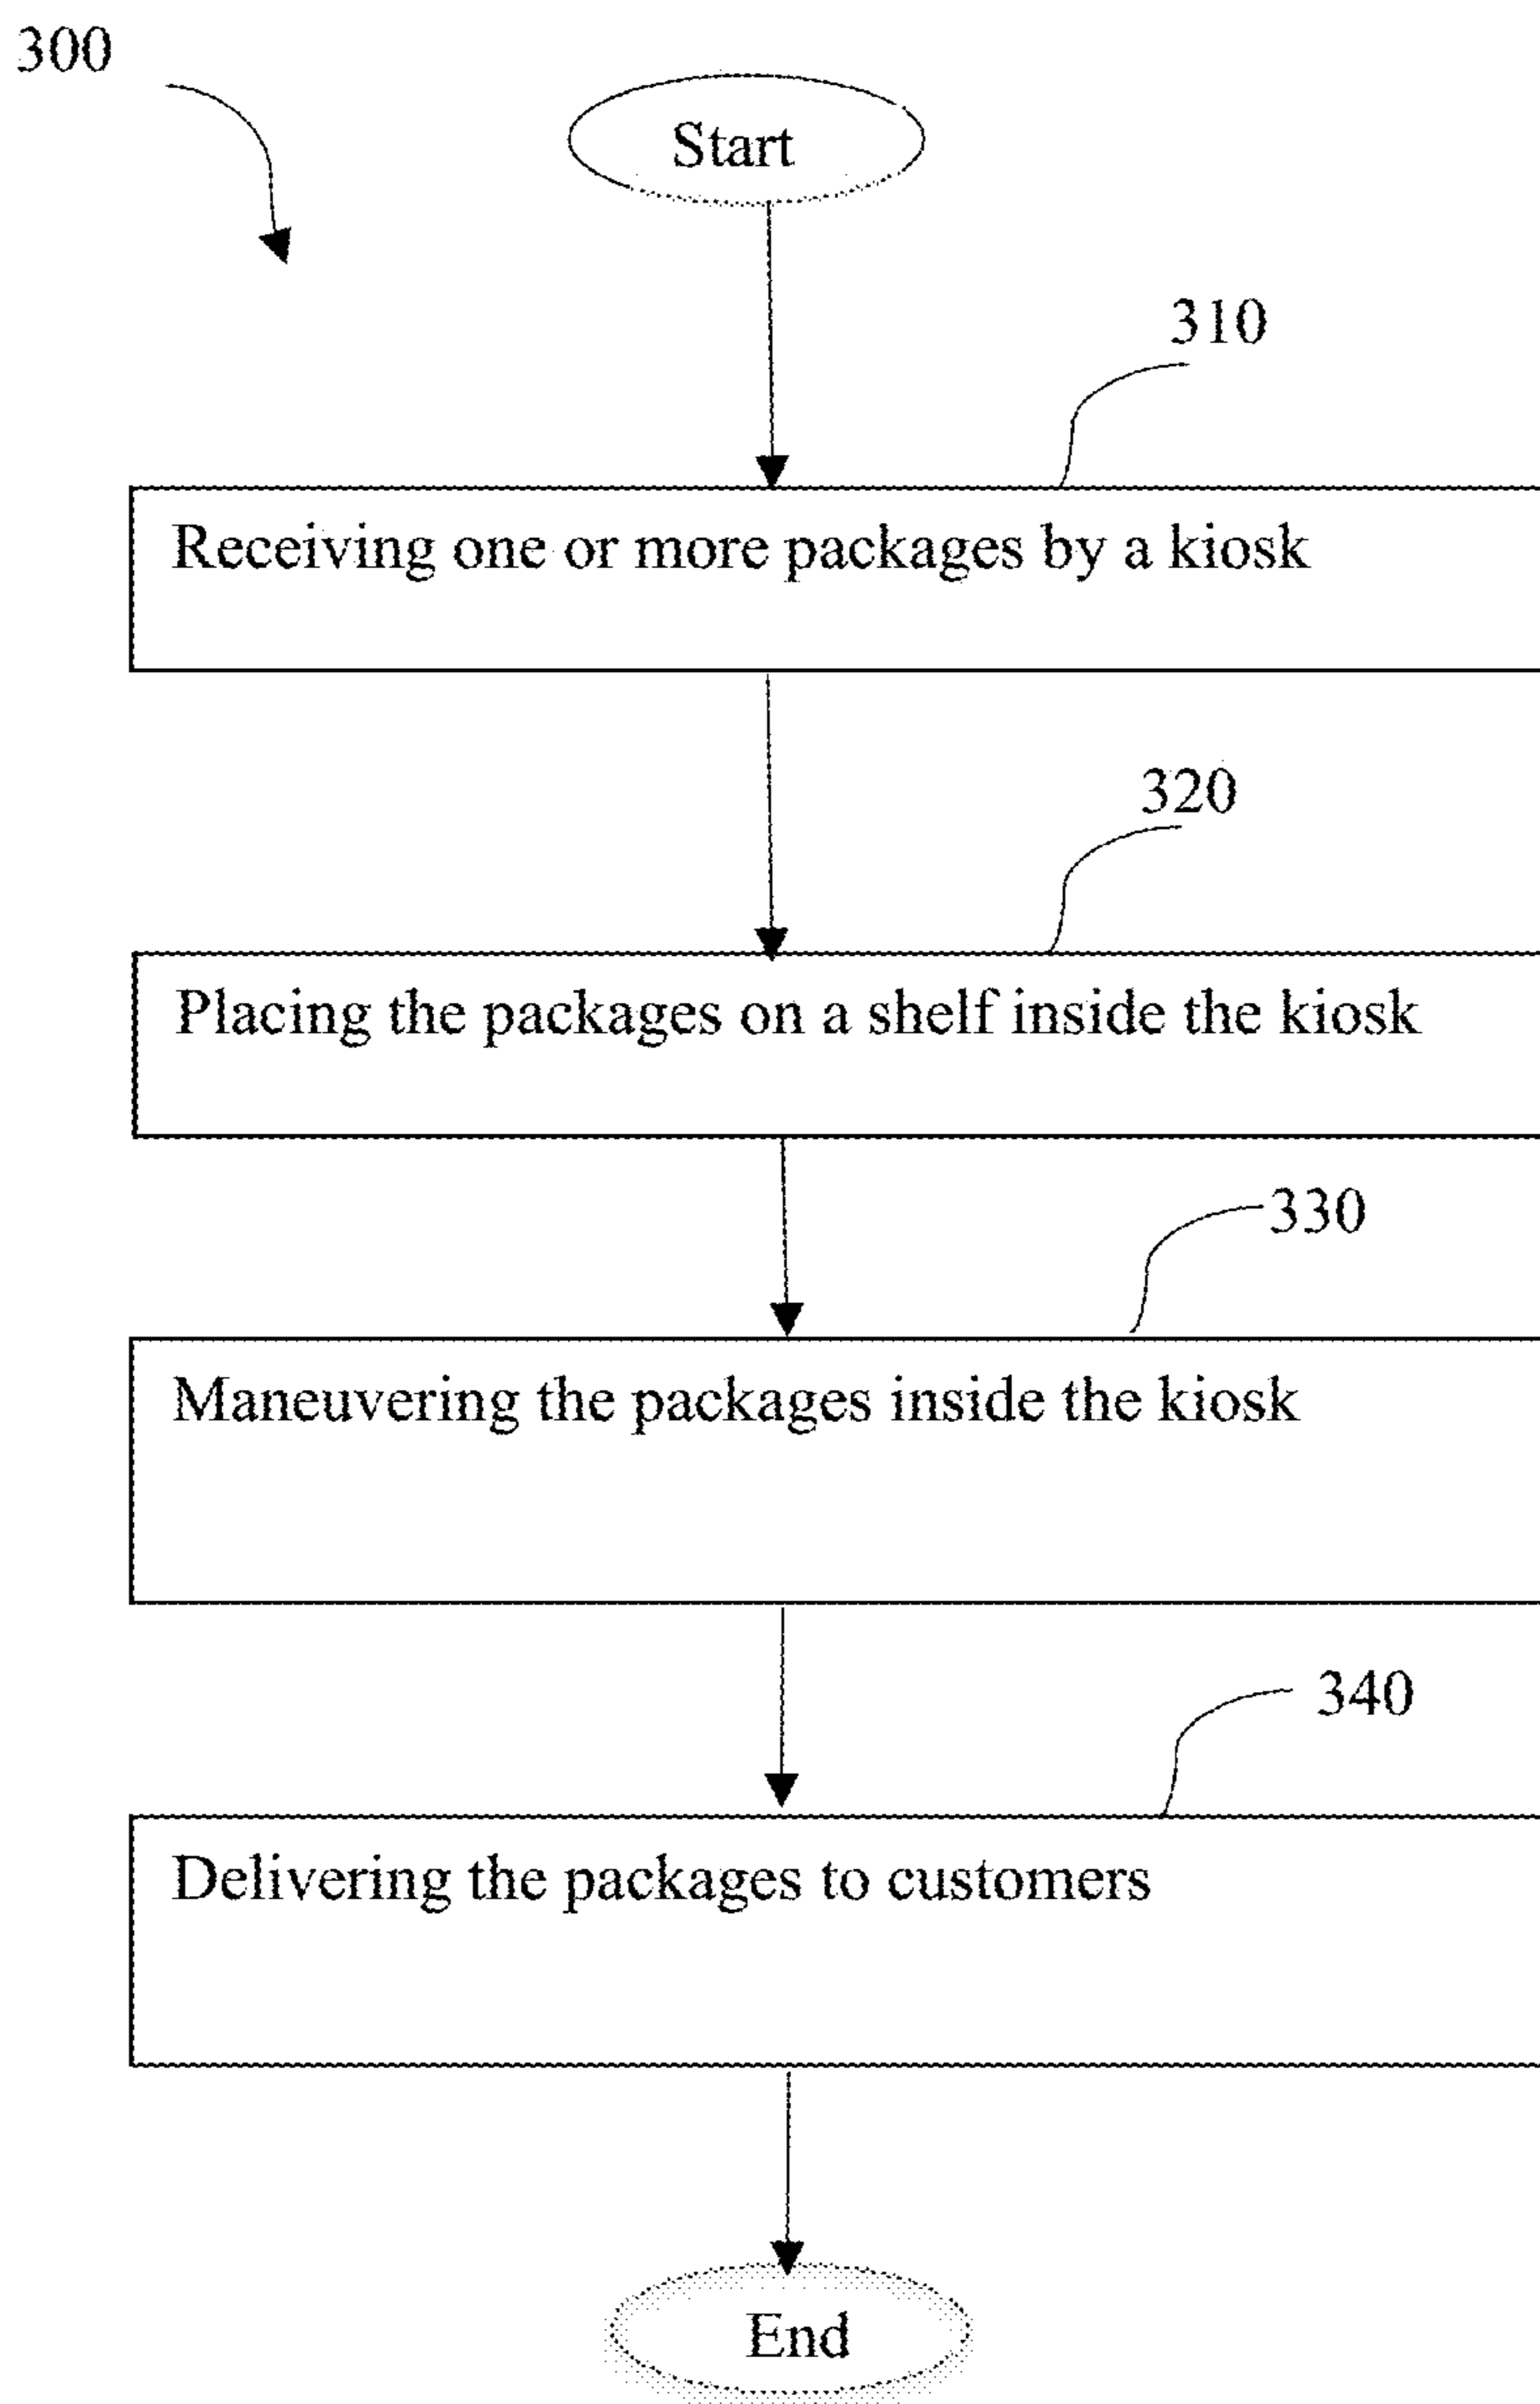 300
Start
310
Receiving one or more packages by a kiosk
320
Placing the packages on a shelf inside the kiosk
330
Maneuvering the packages inside the kiosk
340
Delivering the packages to customers
End